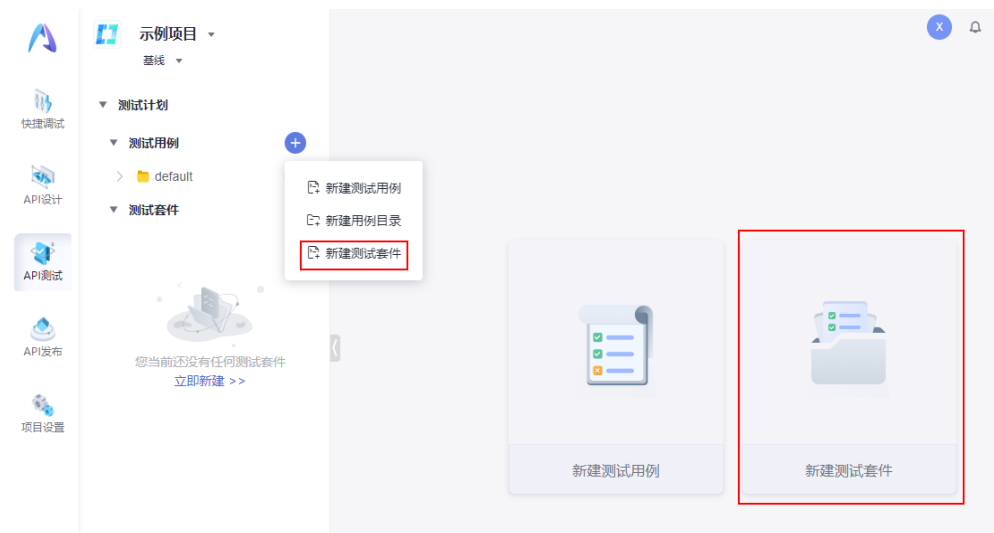 示例项目
X
基线
快捷调试
测试计划
测试用例
default
新建测试用例
API设计
测试套件
新建用例目录
新建测试套件
API测试
API发布
您当前还没有任何测试套件
立即新建 >>
项目设置
新建测试用例
新建测试套件